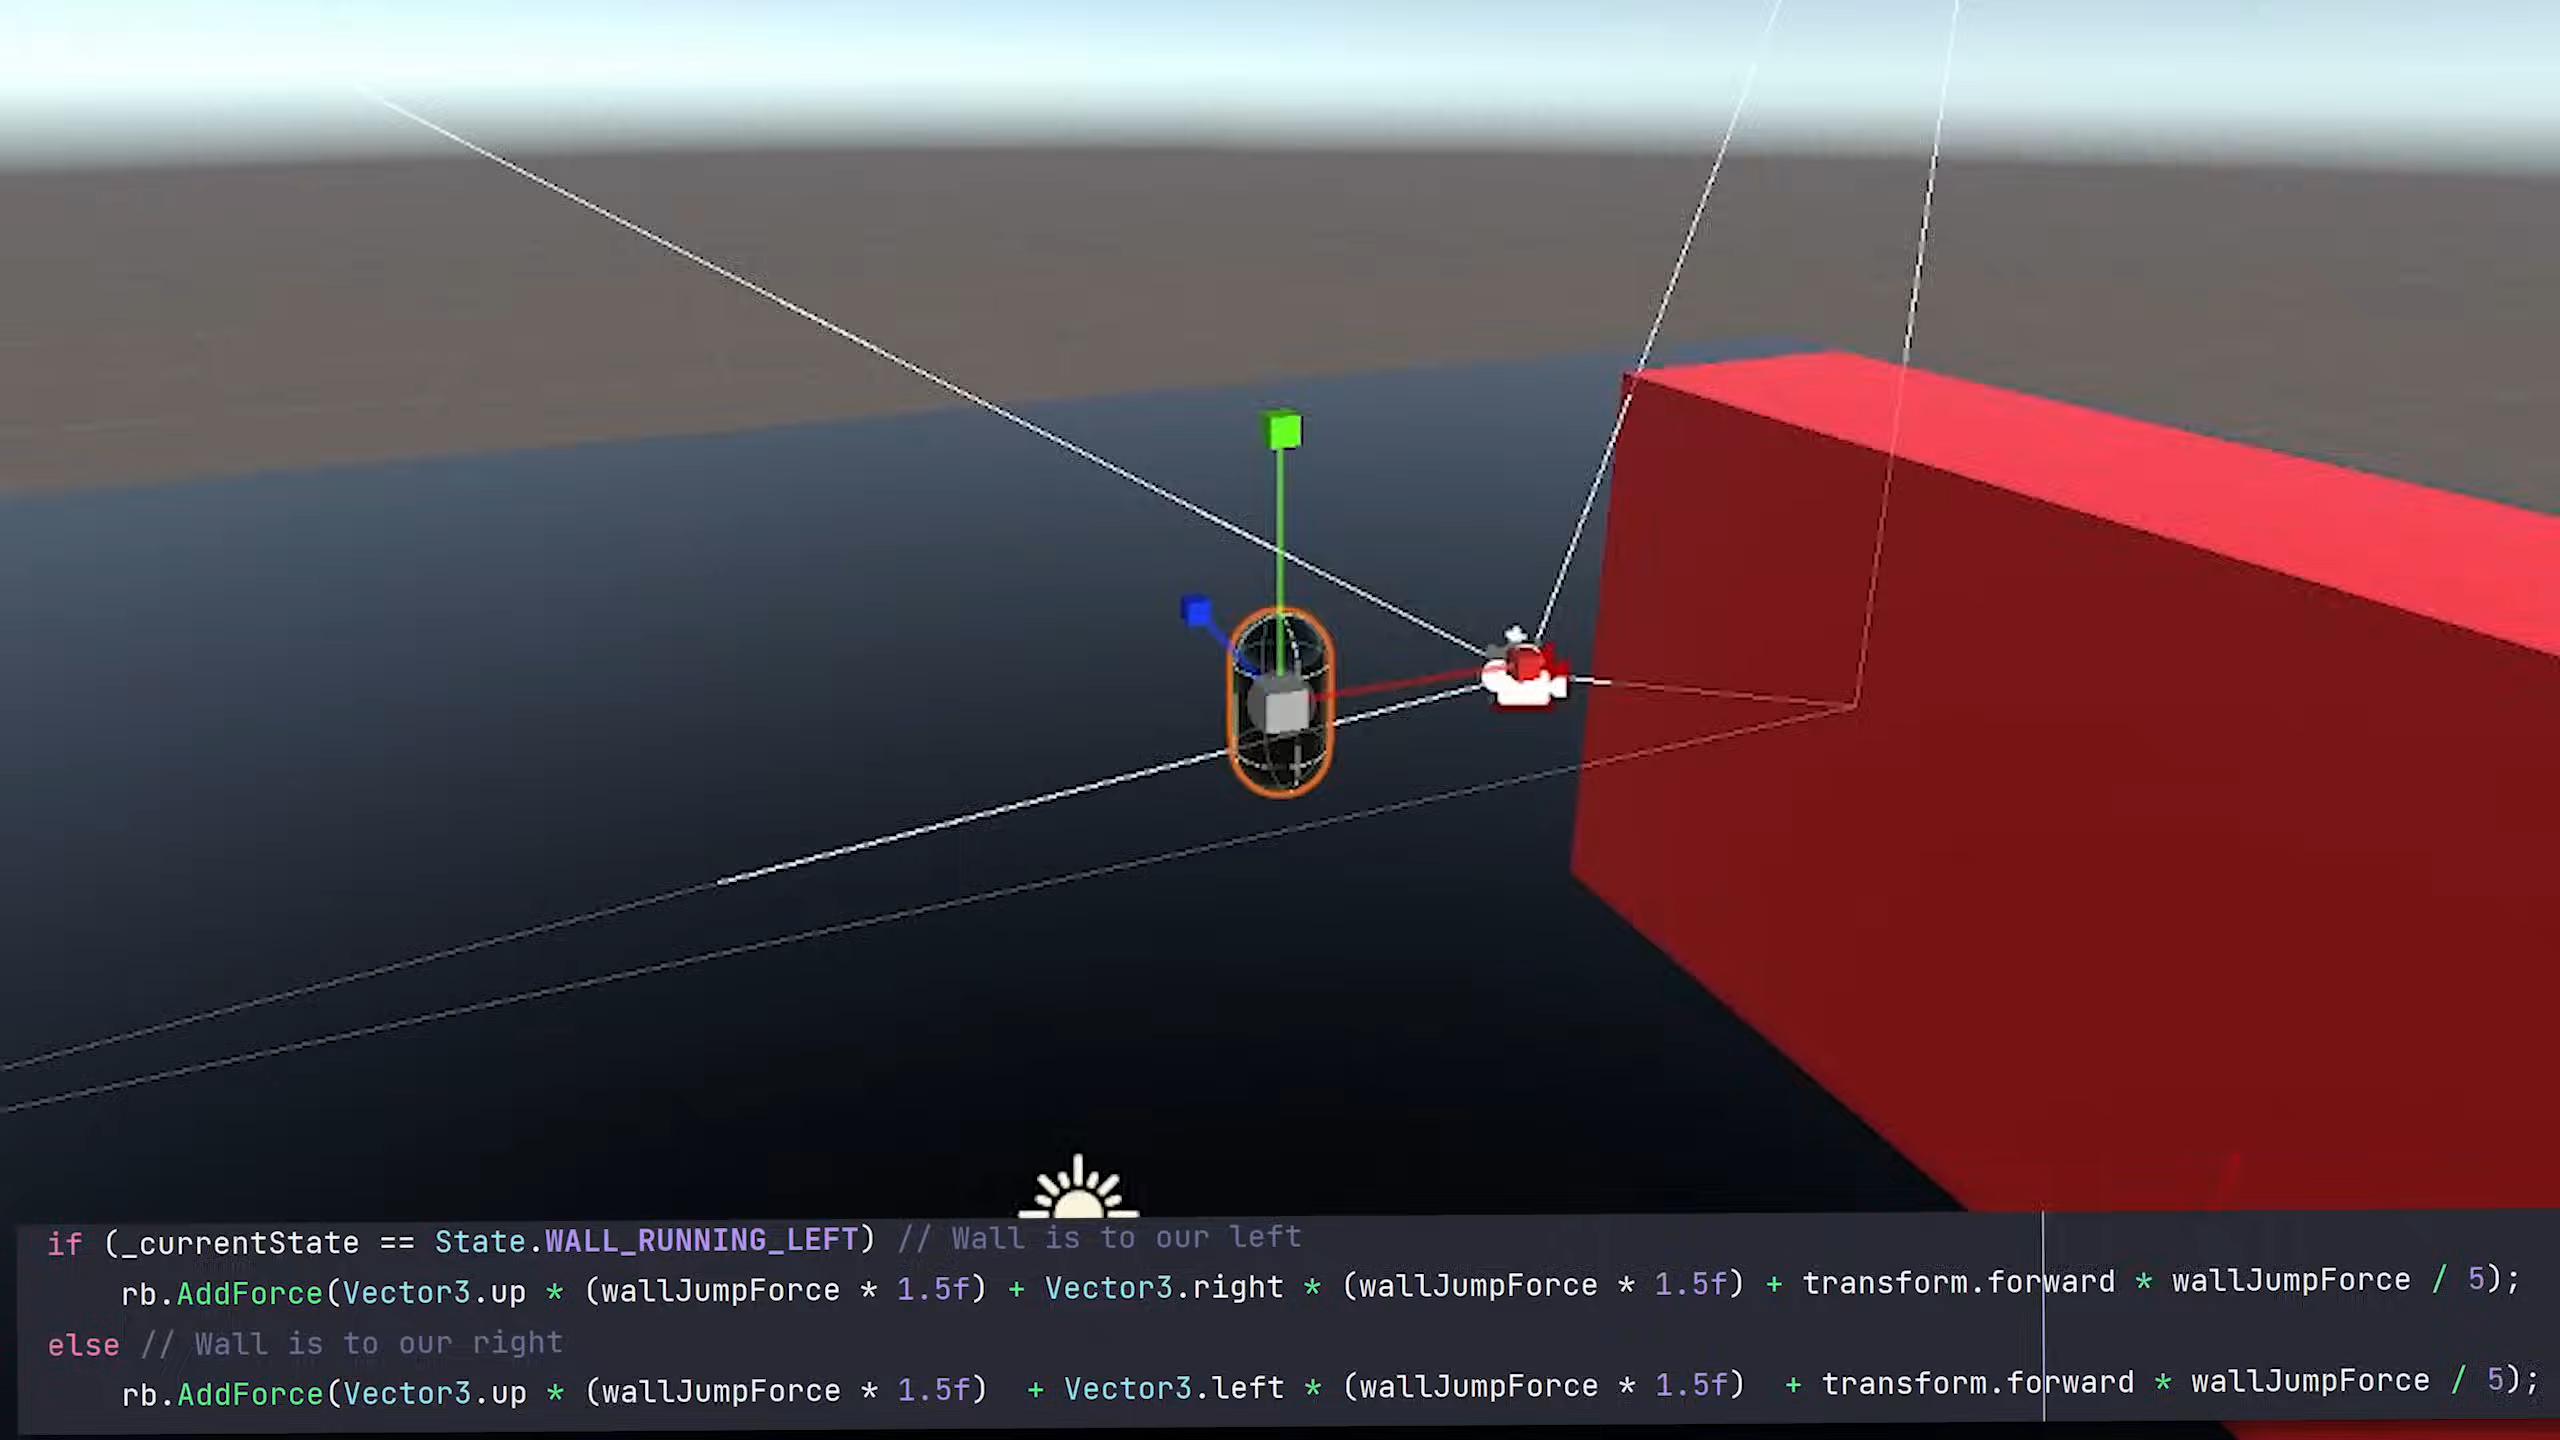 if (_currentState == State.WALL_RUNNING_LEFT) // Wall is to our left
rb.AddForce(Vector3.up * (wallJumpForce * 1.5f) + Vector3.right * (wallJumpForce * 1.5f) + transform.forward * wallJumpForce / 5);
else // Wall is to our right
rb.AddForce(Vector3.up * (wallJumpForce * 1.5f)  + Vector3.left * (wallJumpForce * 1.5f)  + transform.forward * wallJumpForce / 5);